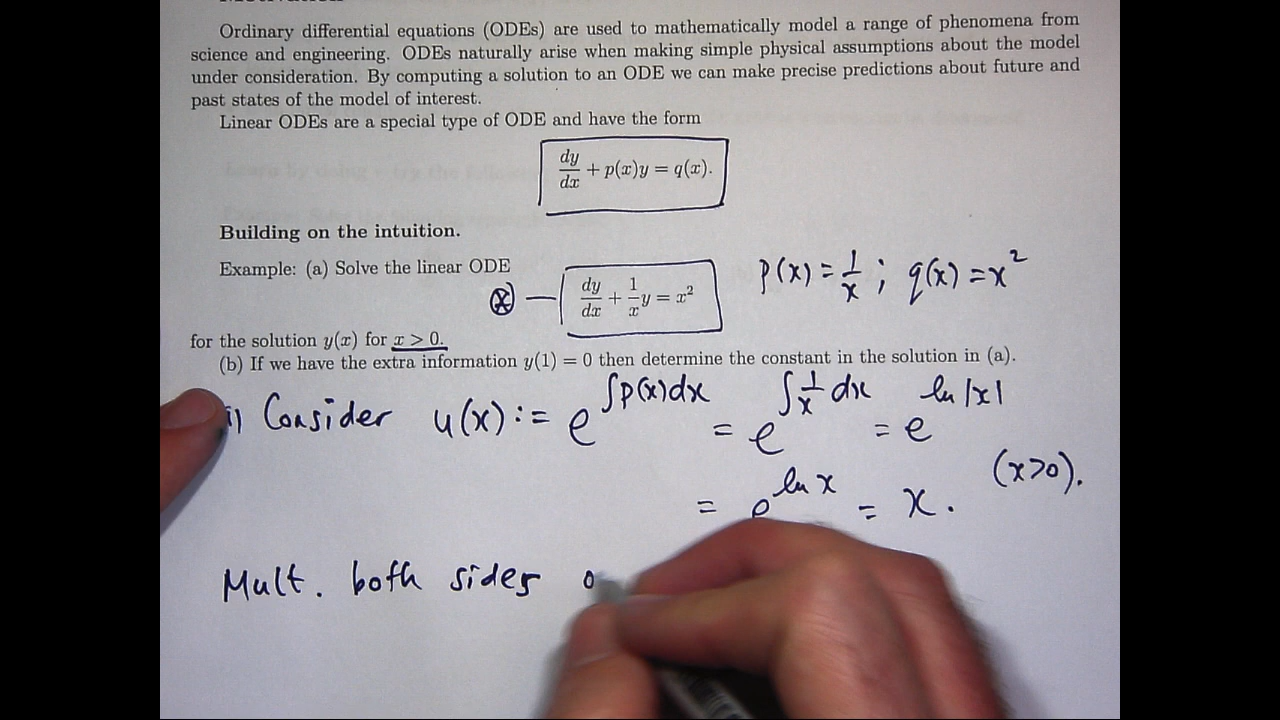 Ordinary differential equations (ODEs) are used to mathematically model a range of phenomena from
science and engineering. ODEs naturally arise when making simple physical assumptions about the model
under consideration. By computing a solution to an ODE we can make precise predictions about future and
past states of the model of interest.
Linear ODEs are a special type of ODE and have the form
dy/dx + p(x)y = q(x).
Building on the intuition.
Example: (a) Solve the linear ODE
p(x) = 1/x ; q(x) = x²
⊛ — dy/dx + 1/x y = x²
for the solution y(x) for x > 0.
(b) If we have the extra information y(1) = 0 then determine the constant in the solution in (a).
Consider u(x) := e^∫p(x)dx = e^∫1/x dx = e^ln|x|
= e^ln x = x. (x>0).
Mult. both sides